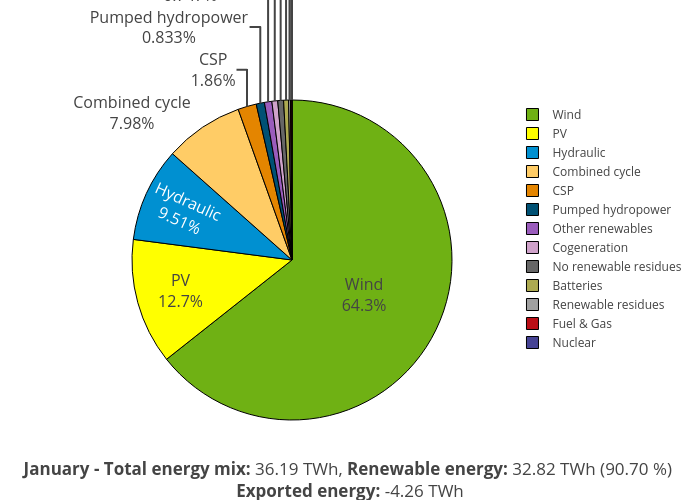 Pumped hydropower
0.833%
CSP
1.86%
Combined cycle
7.98%
Hydraulic
9.51%
PV
12.7%
Wind
64.3%
Wind
PV
Hydraulic
Combined cycle
CSP
Pumped hydropower
Other renewables
Cogeneration
No renewable residues
Batteries
Renewable residues
Fuel & Gas
Nuclear
January - Total energy mix: 36.19 TWh, Renewable energy: 32.82 TWh (90.70 %)
Exported energy: -4.26 TWh